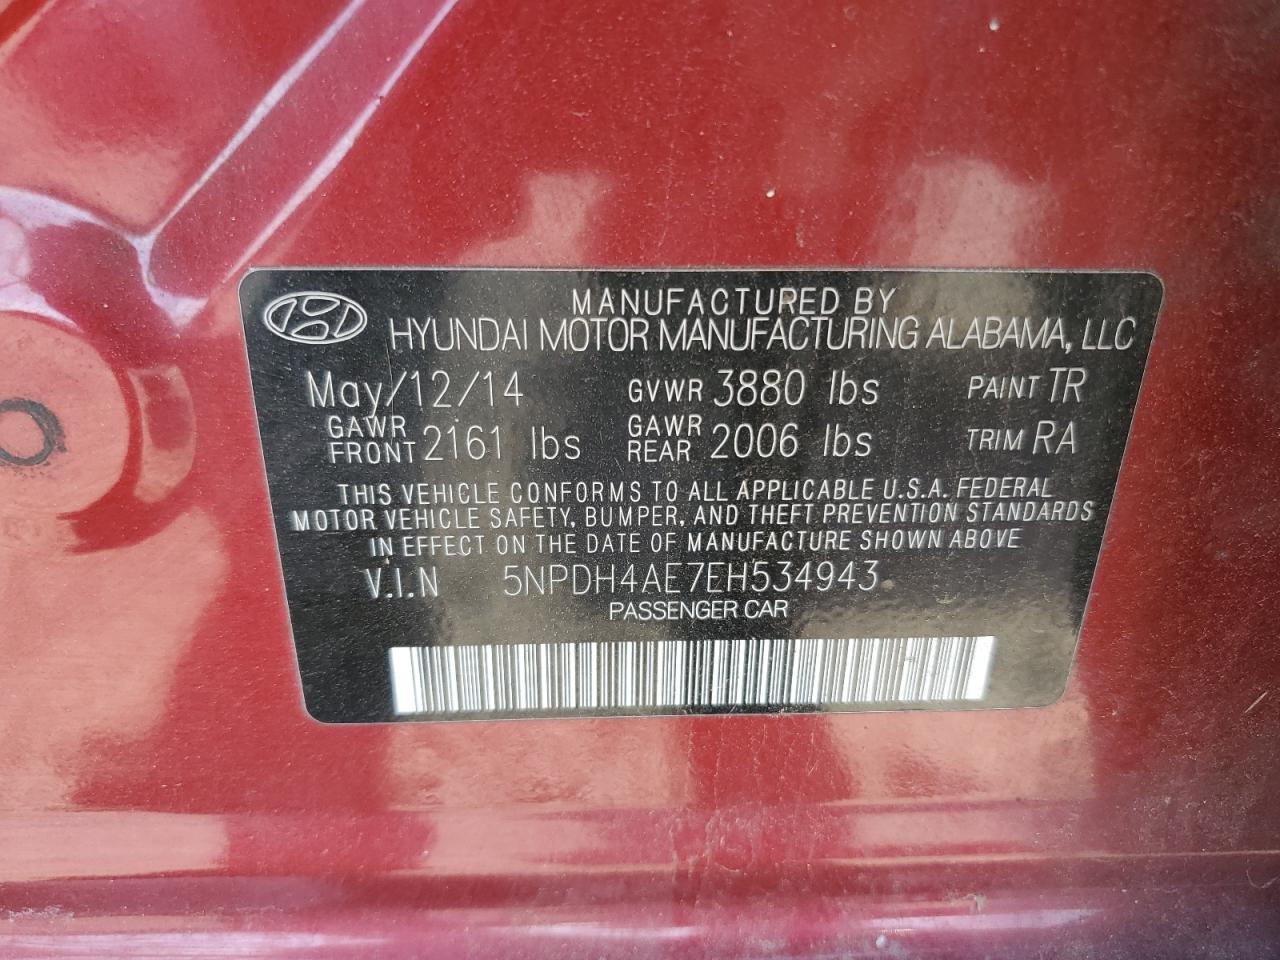 MANUFACTURED BY
HYUNDAI MOTOR MANUFACTURING ALABAMA, LLC
May/12/14 GVWR 3880 lbs PAINT TR
GAWR FRONT 2161 lbs GAWR REAR 2006 lbs TRIM RA
THIS VEHICLE CONFORMS TO ALL APPLICABLE U.S.A. FEDERAL
MOTOR VEHICLE SAFETY, BUMPER, AND THEFT PREVENTION STANDARDS
IN EFFECT ON THE DATE OF MANUFACTURE SHOWN ABOVE
V.I.N 5NPDH4AE7EH534943
PASSENGER CAR